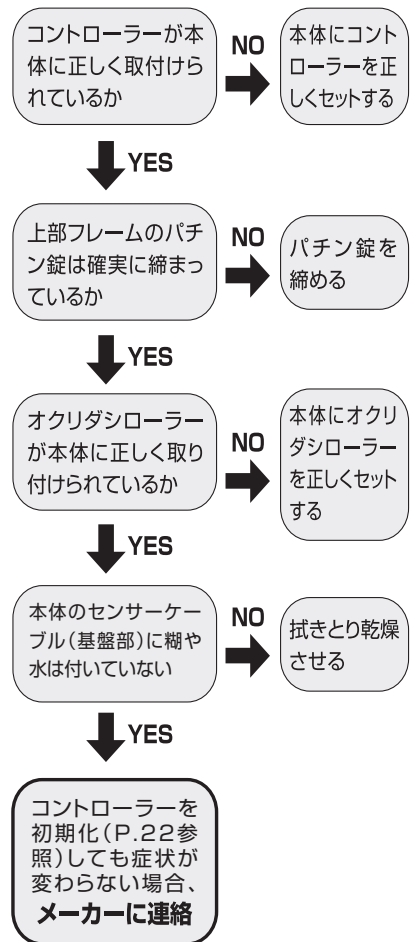 コントローラーが本
体に正しく取付けら
れているか
NO
本体にコント
ローラーを正
しくセットする
YES
上部フレームのパチ
ン錠は確実に締まっ
ているか
NO
パチン錠を
締める
YES
オクリダシローラー
が本体に正しく取り
付けられているか
NO
本体にオクリ
ダシローラー
を正しくセット
する
YES
本体のセンサーケー
ブル(基盤部)に糊や
水は付いていない
NO
拭きとり乾燥
させる
YES
コントローラーを
初期化(P.22参
照)しても症状が
変わらない場合、
メーカーに連絡